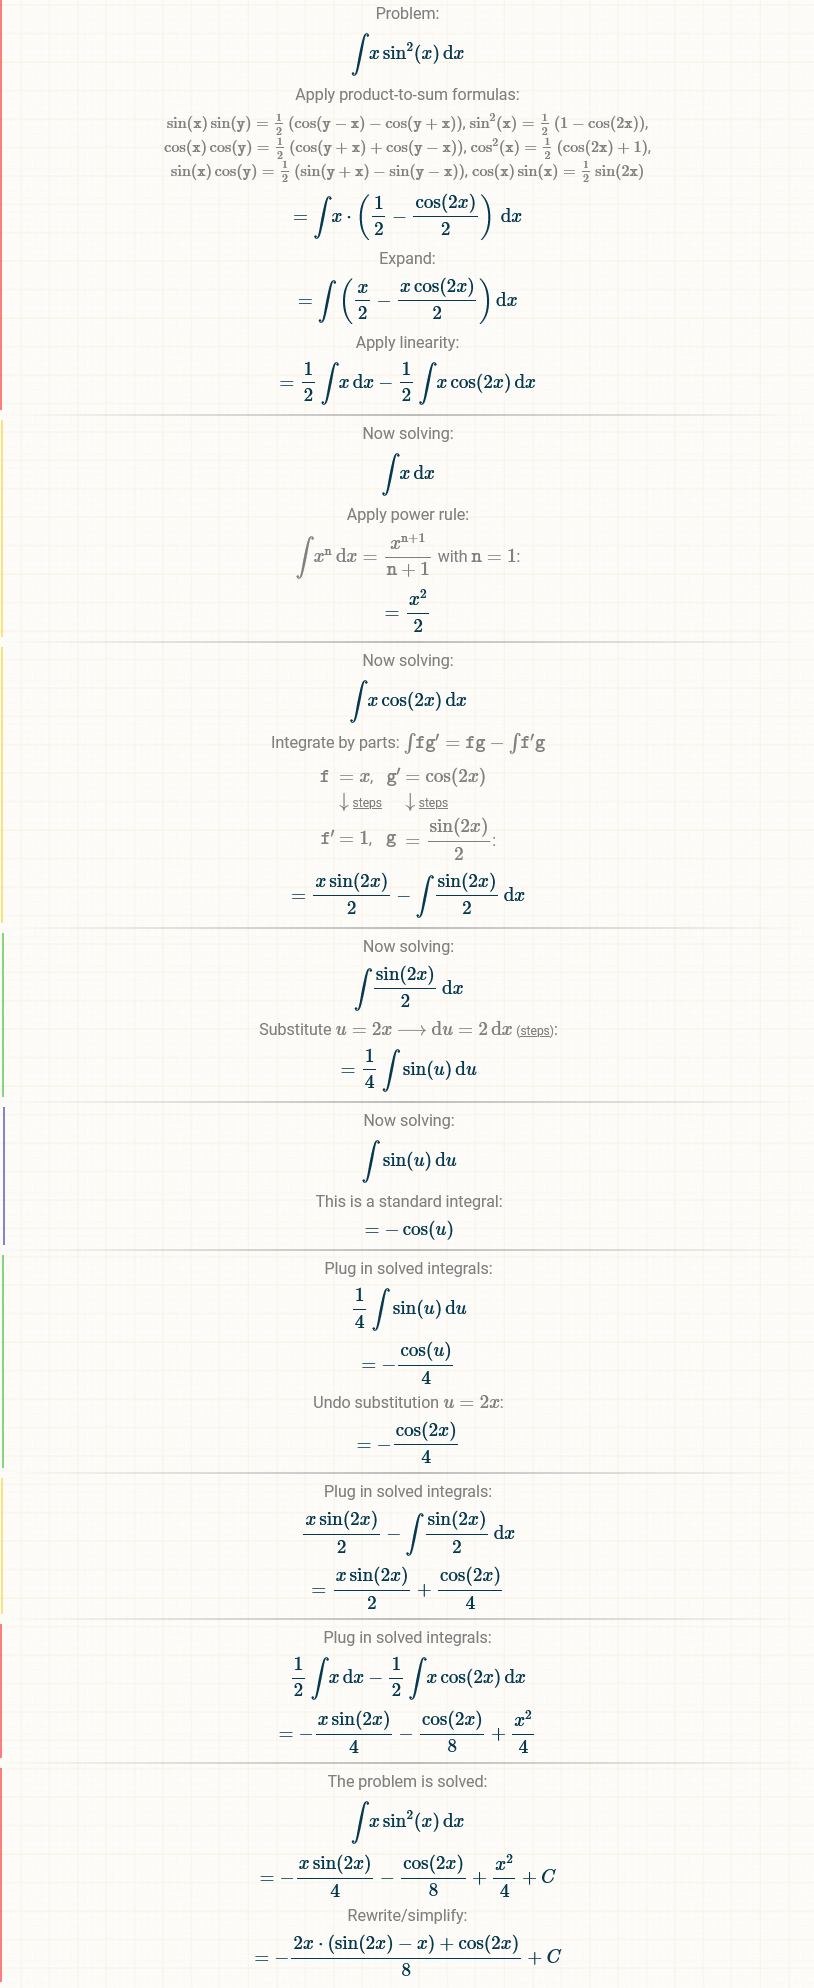 Problem:
∫ x sin²(x) dx
Apply product-to-sum formulas:
sin(x) sin(y) = 1/2 (cos(y − x) − cos(y + x)), sin²(x) = 1/2 (1 − cos(2x)),
cos(x) cos(y) = 1/2 (cos(y + x) + cos(y − x)), cos²(x) = 1/2 (cos(2x) + 1),
sin(x) cos(y) = 1/2 (sin(y + x) − sin(y − x)), cos(x) sin(x) = 1/2 sin(2x)
= ∫ x · (1/2 − cos(2x)/2) dx
Expand:
= ∫ (x/2 − x cos(2x)/2) dx
Apply linearity:
= 1/2 ∫ x dx − 1/2 ∫ x cos(2x) dx
Now solving:
∫ x dx
Apply power rule:
∫ xⁿ dx = xⁿ⁺¹/(n + 1) with n = 1:
= x²/2
Now solving:
∫ x cos(2x) dx
Integrate by parts: ∫fg′ = fg − ∫f′g
f = x, g′ = cos(2x)
↓ steps ↓ steps
f′ = 1, g = sin(2x)/2:
= x sin(2x)/2 − ∫ sin(2x)/2 dx
Now solving:
∫ sin(2x)/2 dx
Substitute u = 2x ⟶ du = 2 dx (steps):
= 1/4 ∫ sin(u) du
Now solving:
∫ sin(u) du
This is a standard integral:
= − cos(u)
Plug in solved integrals:
1/4 ∫ sin(u) du
= − cos(u)/4
Undo substitution u = 2x:
= − cos(2x)/4
Plug in solved integrals:
x sin(2x)/2 − ∫ sin(2x)/2 dx
= x sin(2x)/2 + cos(2x)/4
Plug in solved integrals:
1/2 ∫ x dx − 1/2 ∫ x cos(2x) dx
= − x sin(2x)/4 − cos(2x)/8 + x²/4
The problem is solved:
∫ x sin²(x) dx
= − x sin(2x)/4 − cos(2x)/8 + x²/4 + C
Rewrite/simplify:
= − (2x · (sin(2x) − x) + cos(2x))/8 + C